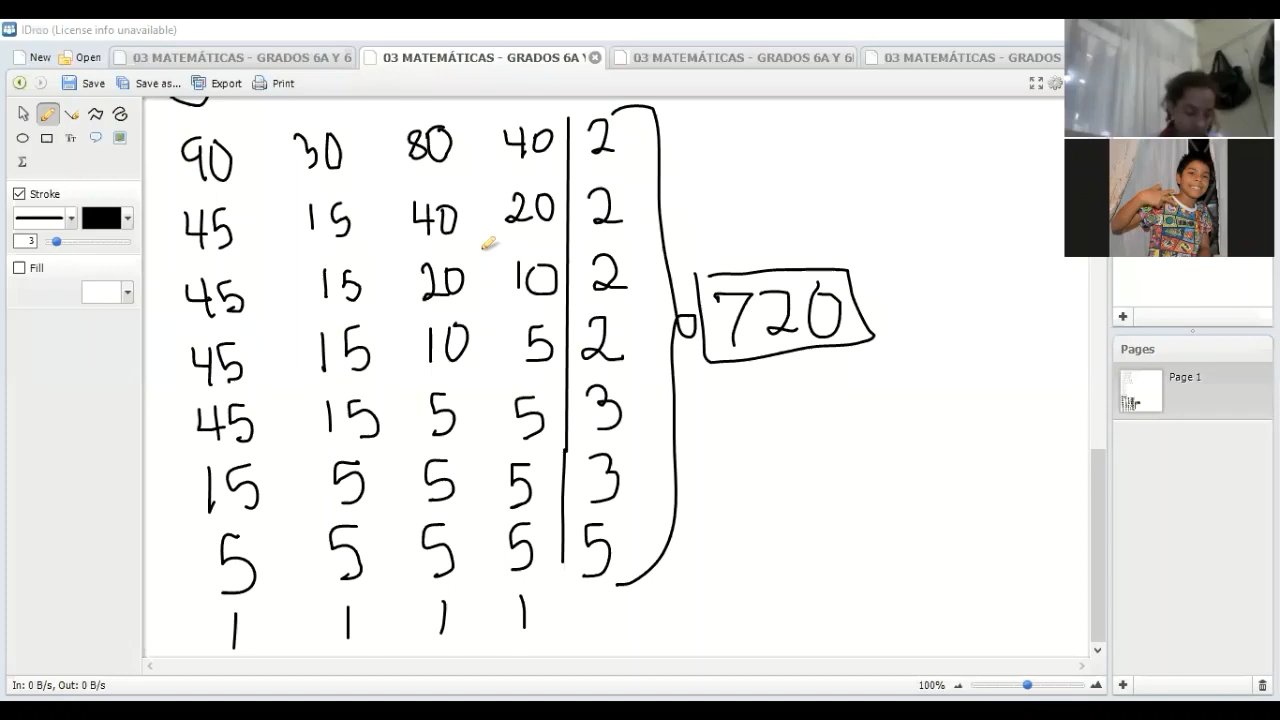 IDroo (License info unavailable)
New Open 03 MATEMÁTICAS - GRADOS 6A Y 6 03 MATEMÁTICAS - GRADOS 6A Y 03 MATEMÁTICAS - GRADOS 6A Y 6 03 MATEMÁTICAS - GRADOS
Save Save as... Export Print
Tr
Σ
Stroke
3
Fill
90 30 80 40 2
45 15 40 20 2
45 15 20 10 2
45 15 10 5 2
45 15 5 5 3
15 5 5 5 3
5 5 5 5 5
1 1 1 1
720
Pages
Page 1
In: 0 B/s, Out: 0 B/s
100%